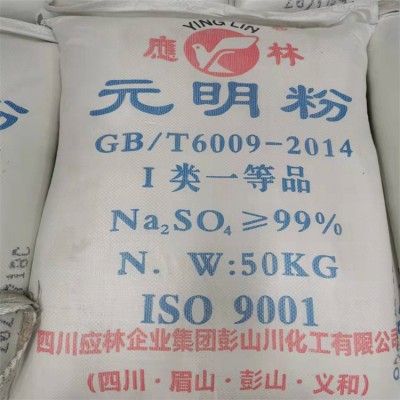 YING LIN
應 林
元明粉
GB/T6009-2014
I 类一等品
Na₂SO₄≥99%
N. W:50KG
ISO 9001
四川应林企业集团彭山川化工有限公
(四川·眉山·彭山·义和)